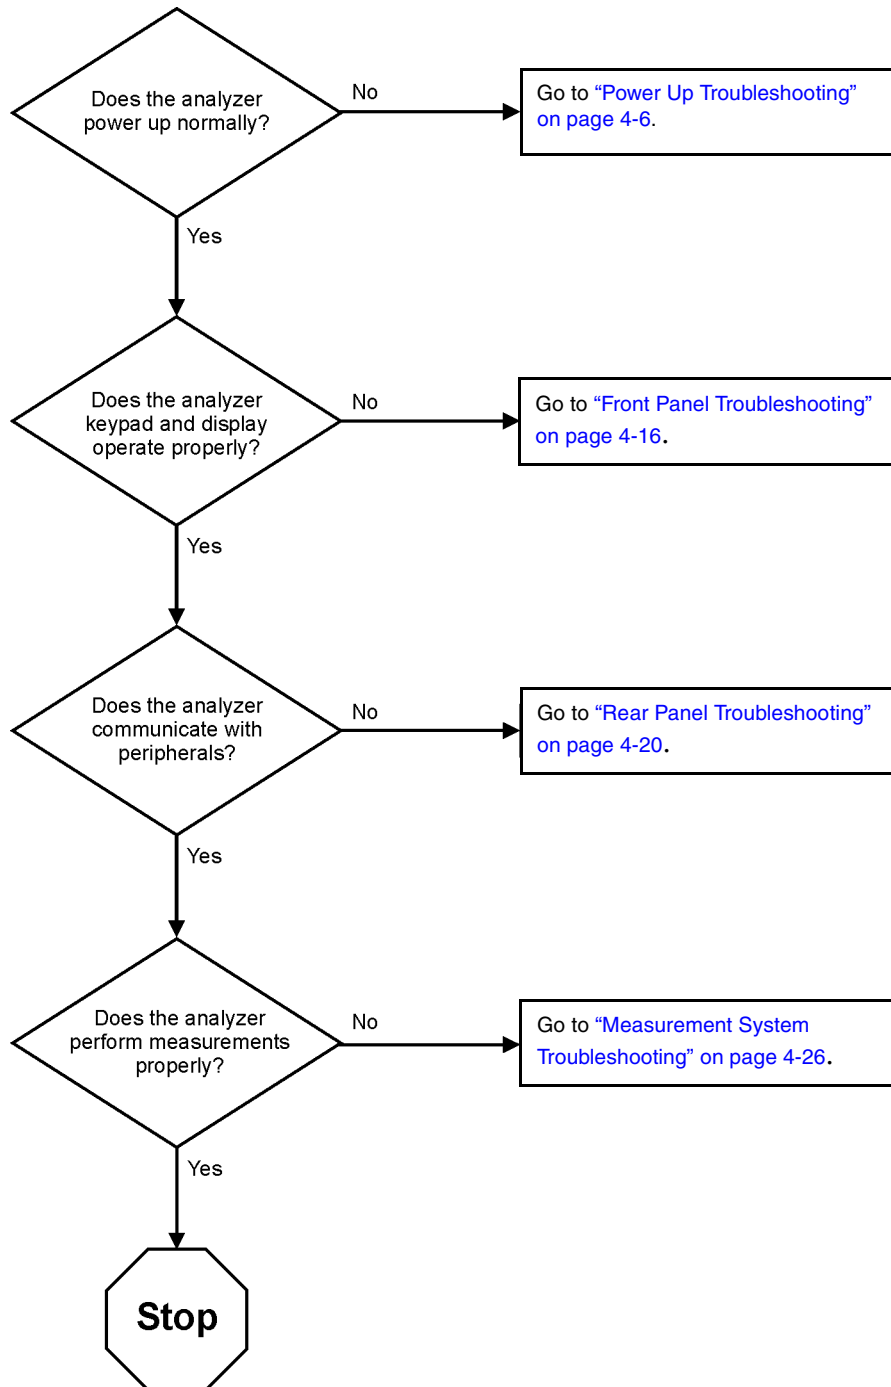 Does the analyzer
power up normally?
No
Go to “Power Up Troubleshooting”
on page 4-6.
Yes
Does the analyzer
keypad and display
operate properly?
No
Go to “Front Panel Troubleshooting”
on page 4-16.
Yes
Does the analyzer
communicate with
peripherals?
No
Go to “Rear Panel Troubleshooting”
on page 4-20.
Yes
Does the analyzer
perform measurements
properly?
No
Go to “Measurement System
Troubleshooting” on page 4-26.
Yes
Stop